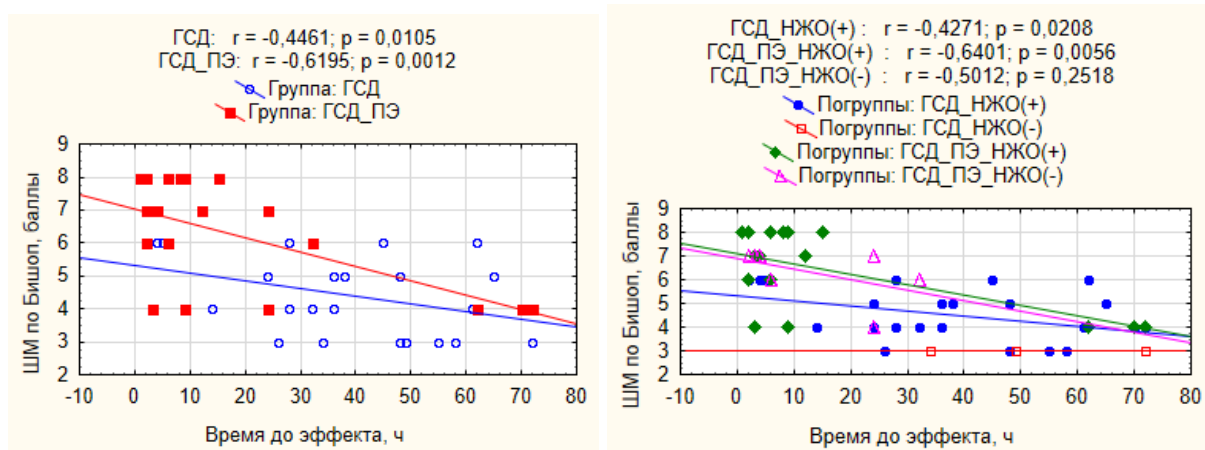 ГСД: r = -0,4461; p = 0,0105
ГСД_ПЭ: r = -0,6195; p = 0,0012
Группа: ГСД
Группа: ГСД_ПЭ
9
8
7
6
5
4
3
2
ШМ по Бишоп, баллы
-10 0 10 20 30 40 50 60 70 80
Время до эффекта, ч
ГСД_НЖО(+) : r = -0,4271; p = 0,0208
ГСД_ПЭ_НЖО(+) : r = -0,6401; p = 0,0056
ГСД_ПЭ_НЖО(-) : r = -0,5012; p = 0,2518
Погруппы: ГСД_НЖО(+)
Погруппы: ГСД_НЖО(-)
Погруппы: ГСД_ПЭ_НЖО(+)
Погруппы: ГСД_ПЭ_НЖО(-)
9
8
7
6
5
4
3
2
ШМ по Бишоп, баллы
-10 0 10 20 30 40 50 60 70 80
Время до эффекта, ч